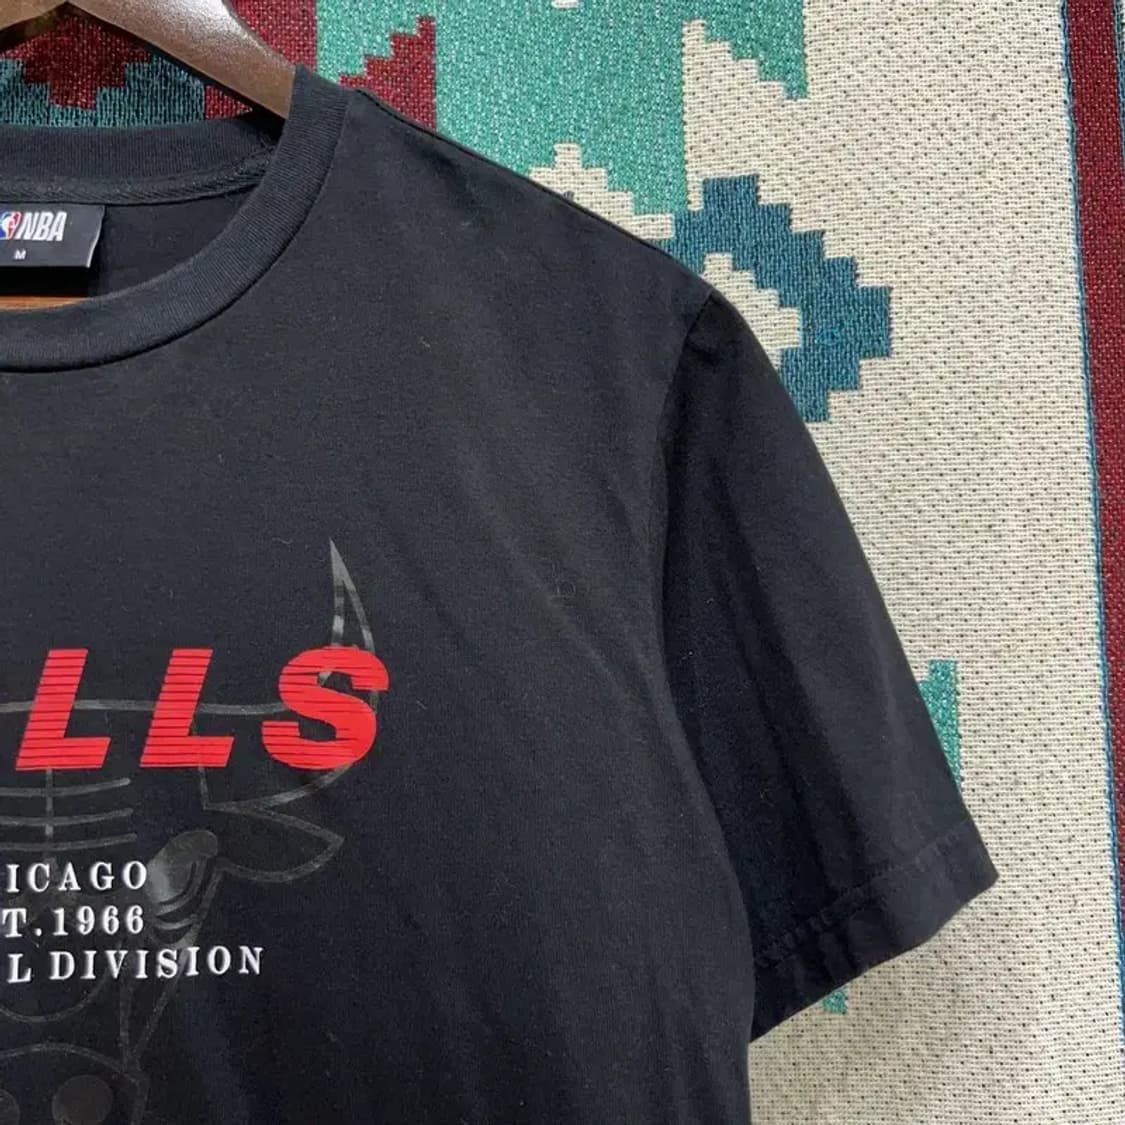 NBA
M
LLS
ICAGO
T.1966
L DIVISION